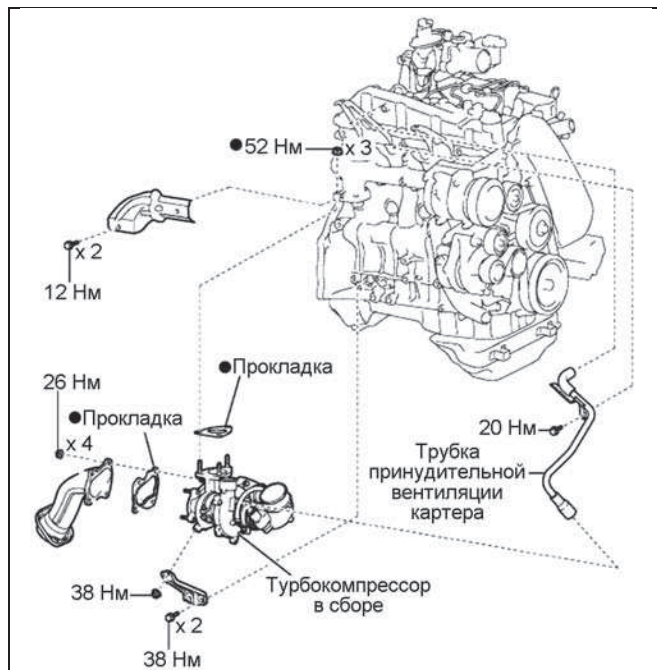 ●52 Нм x 3
x 2
12 Нм
●Прокладка
26 Нм
●Прокладка
x 4
20 Нм
Трубка
принудительной
вентиляции
картера
Турбокомпрессор
в сборе
38 Нм
x 2
38 Нм